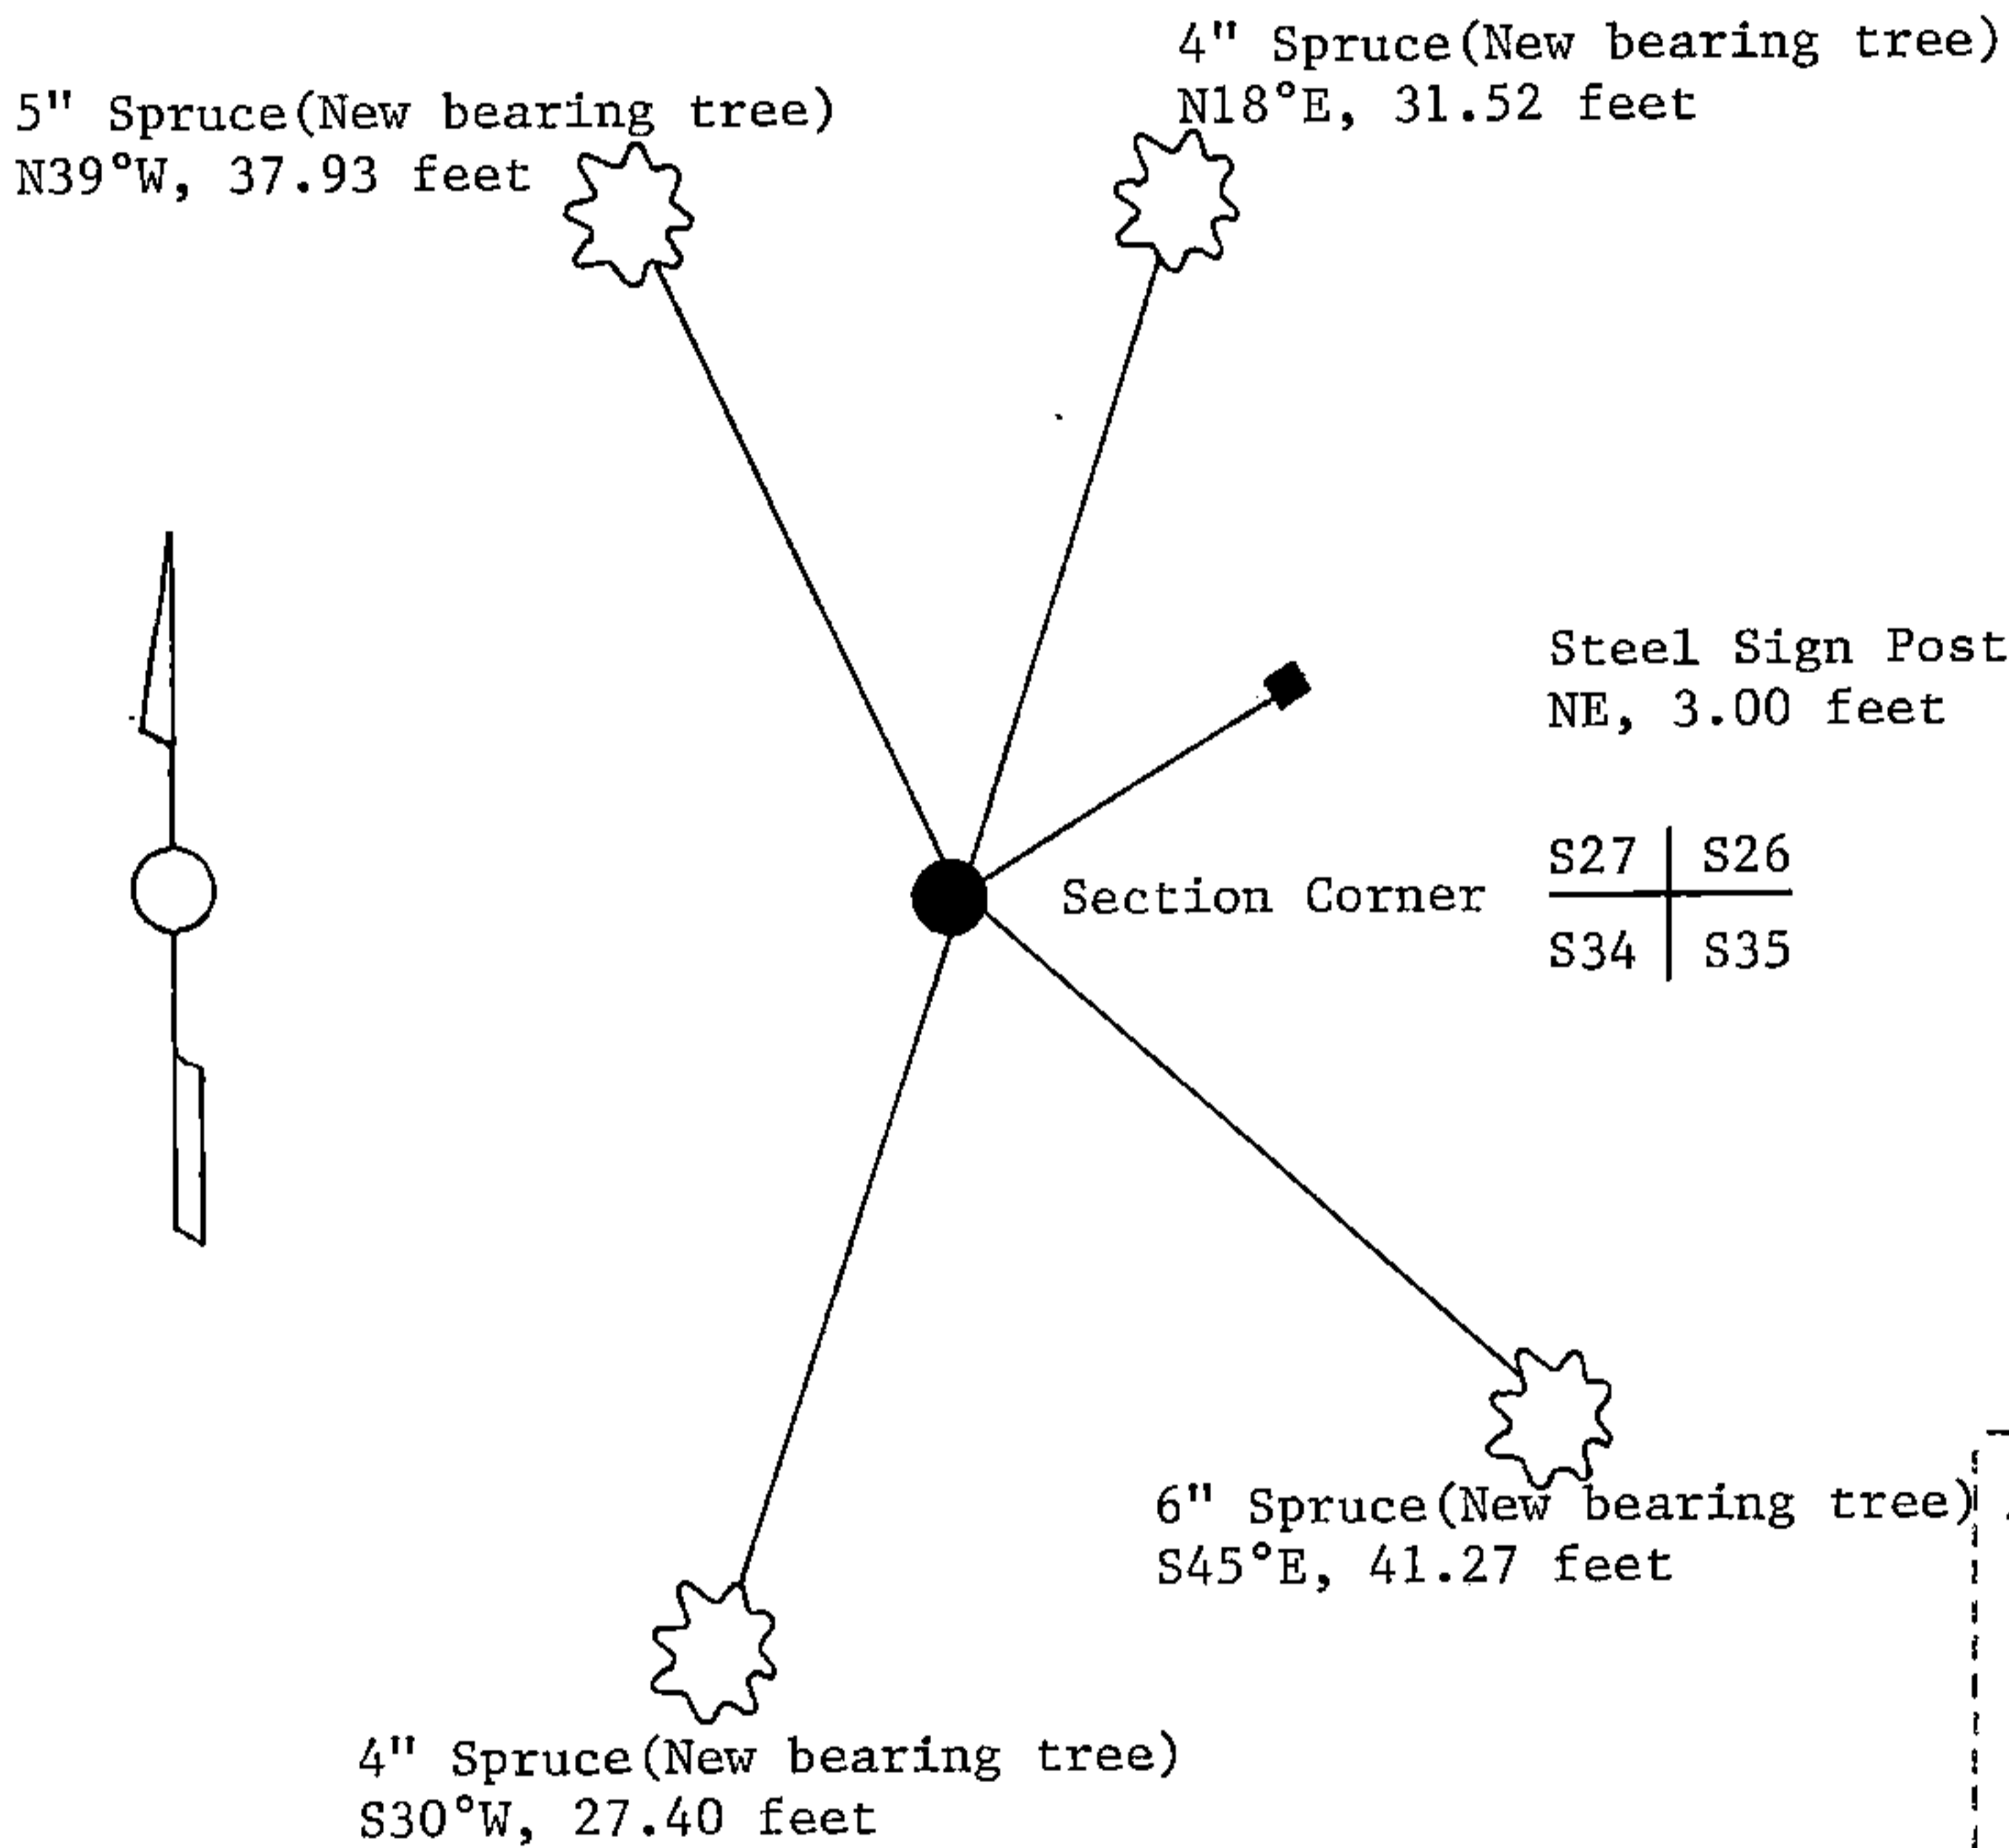 4" Spruce(New bearing tree)
N18°E, 31.52 feet
5" Spruce(New bearing tree)
N39°W, 37.93 feet
Steel Sign Post
NE, 3.00 feet
S27 S26
Section Corner
S34 S35
6" Spruce(New bearing tree)
S45°E, 41.27 feet
4" Spruce(New bearing tree)
S30°W, 27.40 feet